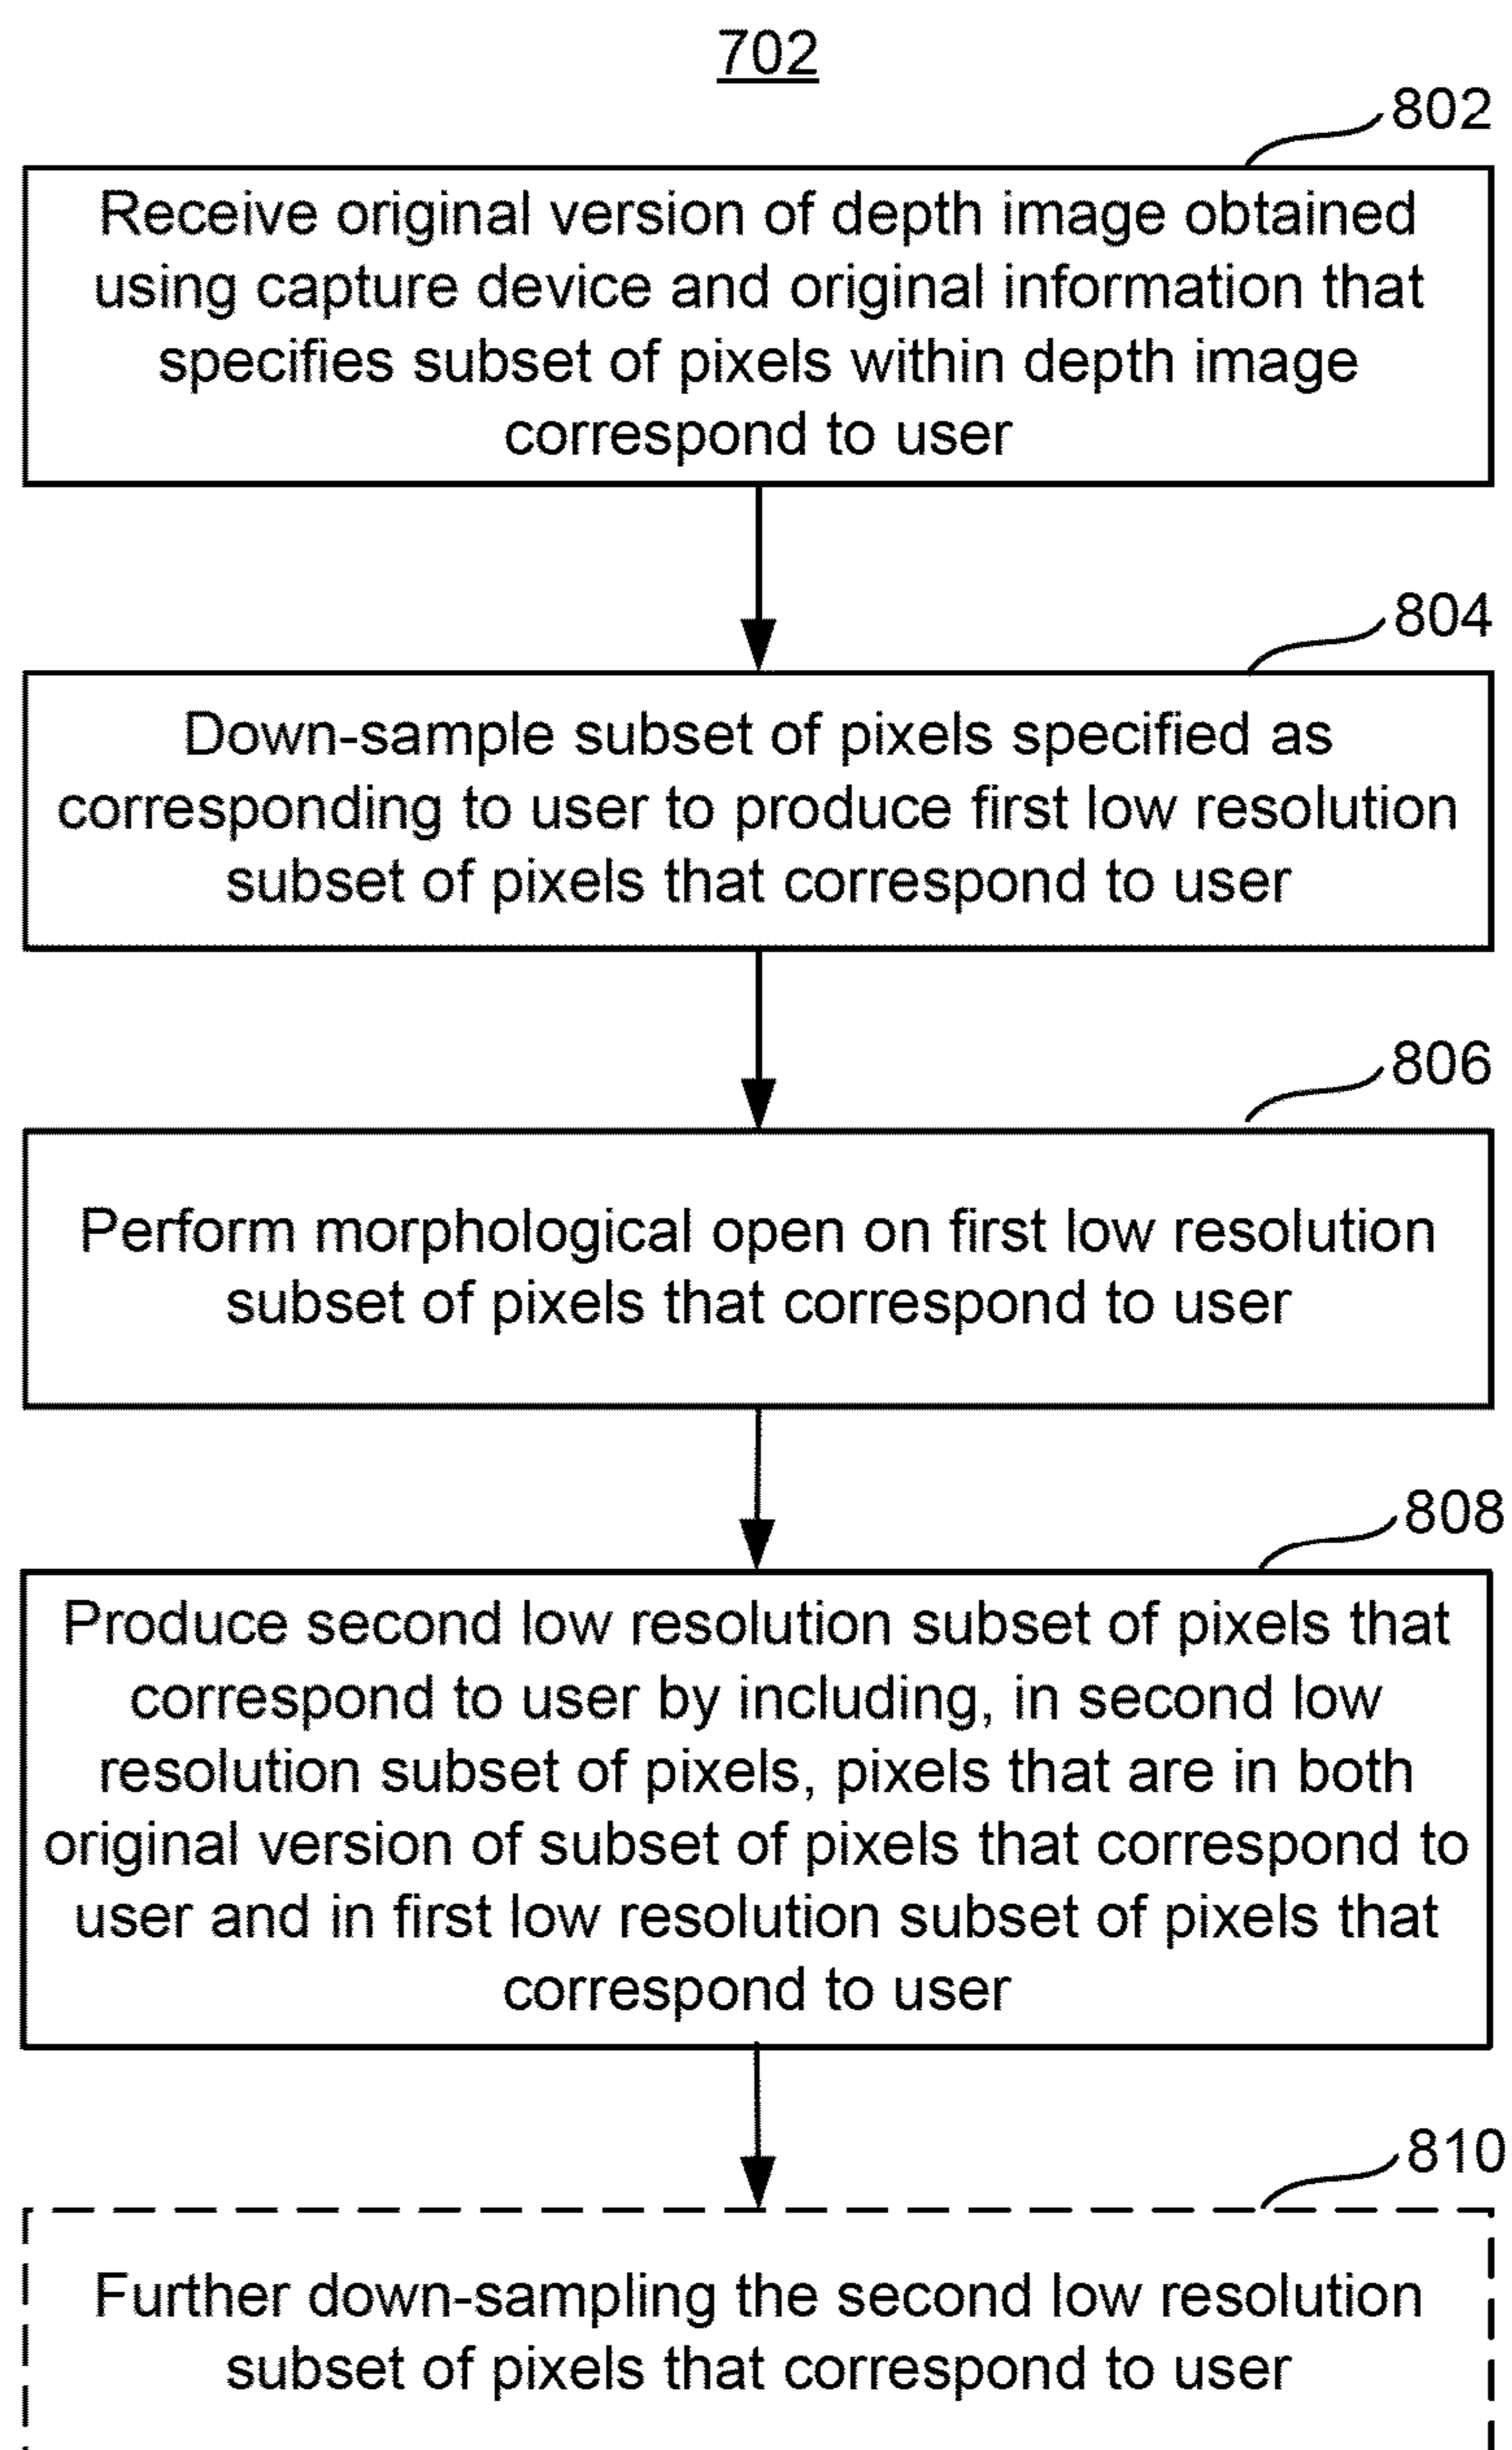 702
802
Receive original version of depth image obtained
using capture device and original information that
specifies subset of pixels within depth image
correspond to user
804
Down-sample subset of pixels specified as
corresponding to user to produce first low resolution
subset of pixels that correspond to user
806
Perform morphological open on first low resolution
subset of pixels that correspond to user
808
Produce second low resolution subset of pixels that
correspond to user by including, in second low
resolution subset of pixels, pixels that are in both
original version of subset of pixels that correspond to
user and in first low resolution subset of pixels that
correspond to user
810
Further down-sampling the second low resolution
subset of pixels that correspond to user